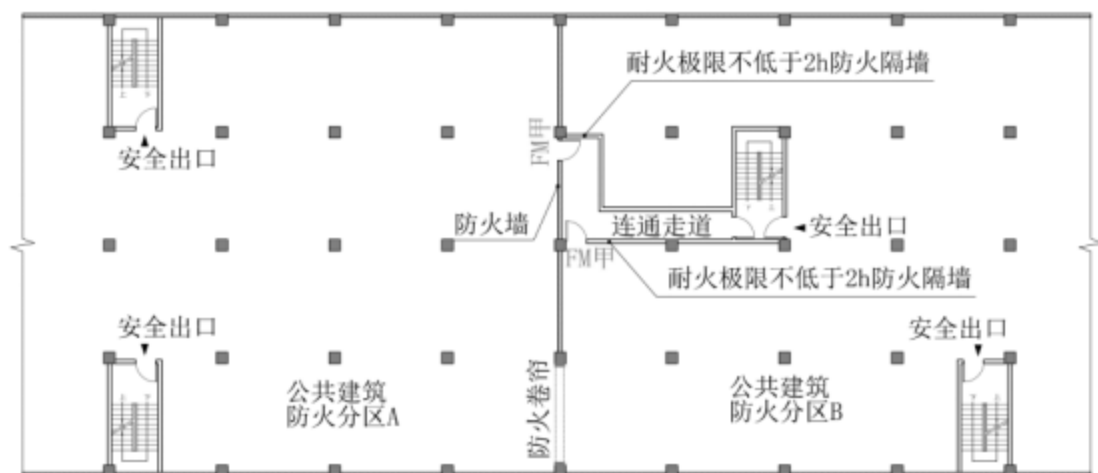 耐火极限不低于2h防火隔墙
FM甲
安全出口
防火墙
连通走道
安全出口
FM甲
耐火极限不低于2h防火隔墙
安全出口
安全出口
防火卷帘
公共建筑
防火分区A
公共建筑
防火分区B